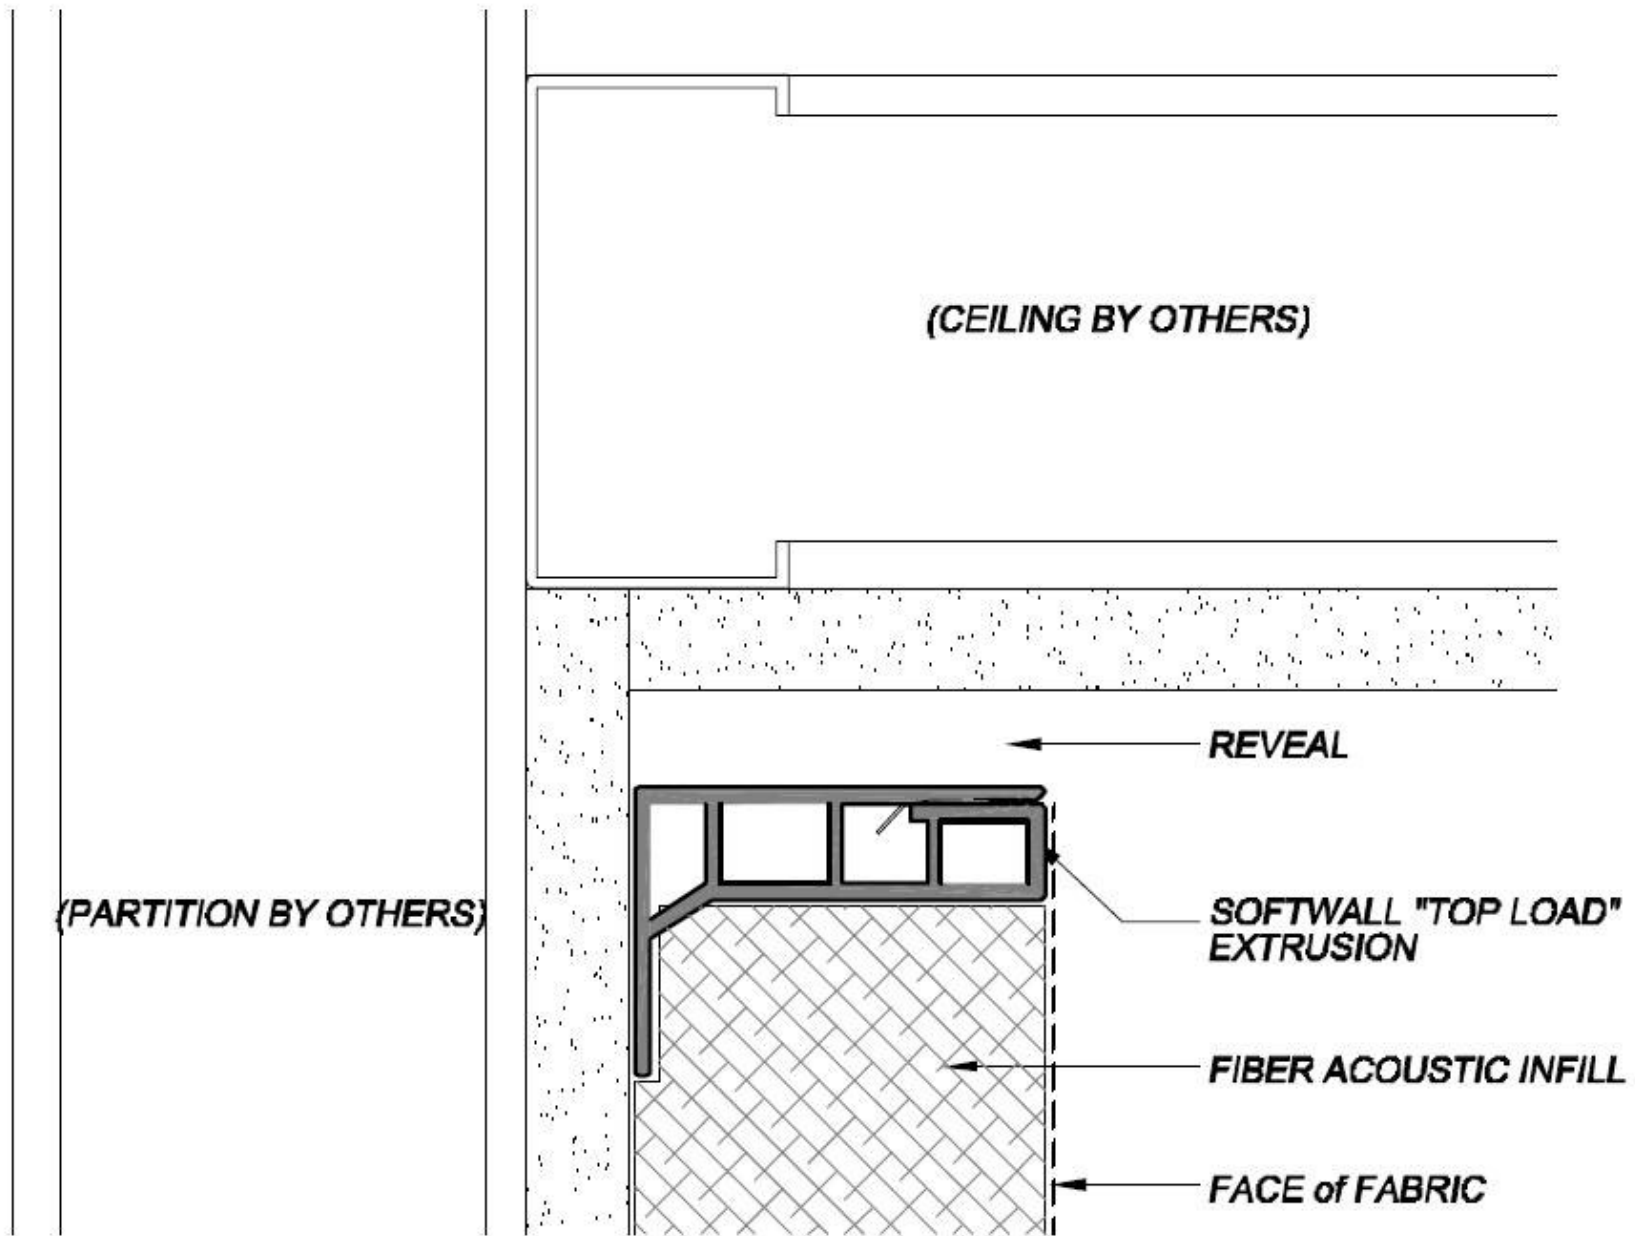 (CEILING BY OTHERS)
REVEAL
(PARTITION BY OTHERS)
SOFTWALL "TOP LOAD"
EXTRUSION
FIBER ACOUSTIC INFILL
FACE of FABRIC